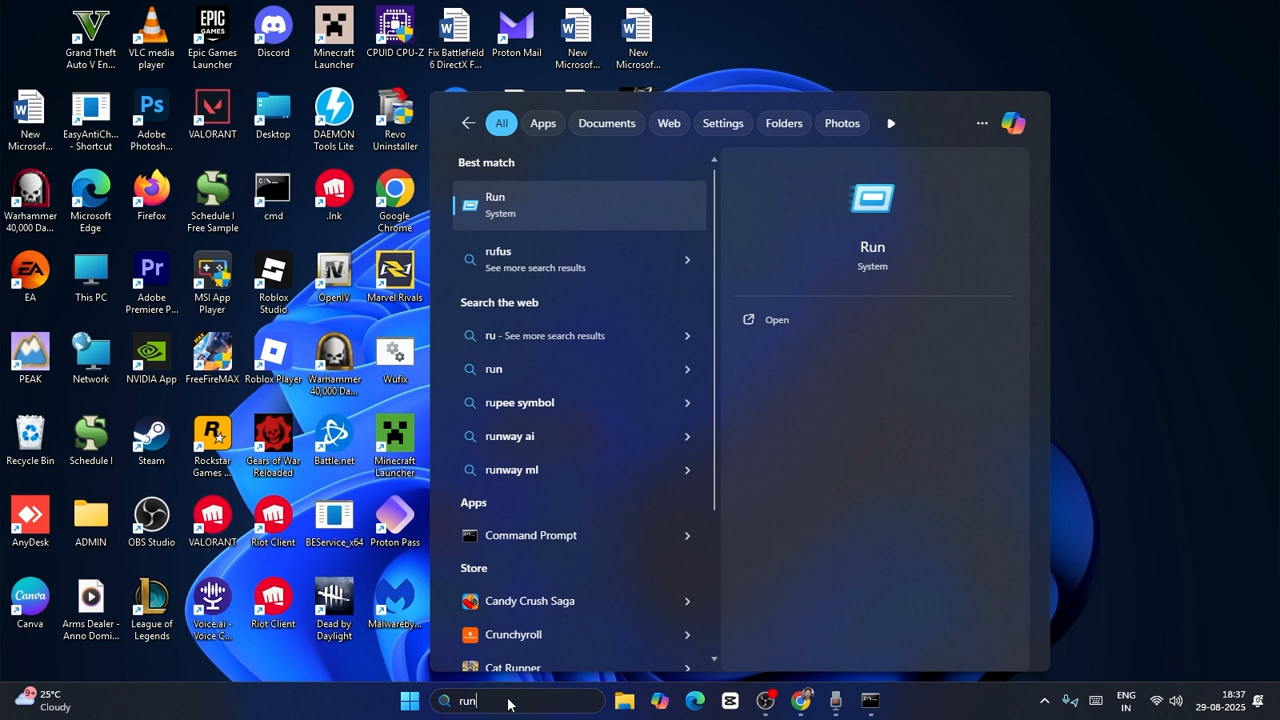 Grand Theft
Auto V En...
VLC media
player
Epic Games
Launcher
Discord
Minecraft
Launcher
CPUID CPU-Z
Fix Battlefield
6 DirectX F...
Proton Mail
New
Microsof...
New
Microsof...
New
Microsof...
EasyAntiCh...
- Shortcut
Adobe
Photosh...
VALORANT
Desktop
DAEMON
Tools Lite
Revo
Uninstaller
Warhammer
40,000 Da...
Microsoft
Edge
Firefox
Schedule I
Free Sample
cmd
.lnk
Google
Chrome
EA
This PC
Adobe
Premiere P...
MSI App
Player
Roblox
Studio
OpenIV
Marvel Rivals
PEAK
Network
NVIDIA App
FreeFireMAX
Roblox Player
Warhammer
40,000 Da...
Wufix
Recycle Bin
Schedule I
Steam
Rockstar
Games ...
Gears of War
Reloaded
Battle.net
Minecraft
Launcher
AnyDesk
ADMIN
OBS Studio
VALORANT
Riot Client
BEService_x64
Proton Pass
Canva
Arms Dealer -
Anno Domi...
League of
Legends
Voice.ai -
Voice C...
Riot Client
Dead by
Daylight
Malwareby...
All
Apps
Documents
Web
Settings
Folders
Photos
Best match
Run
System
rufus
See more search results
Search the web
ru - See more search results
run
rupee symbol
runway ai
runway ml
Apps
Command Prompt
Store
Candy Crush Saga
Crunchyroll
Cat Runner
Run
System
Open
9+
25°C
Cloudy
run
ENG
IN
18:37
29-08-2025